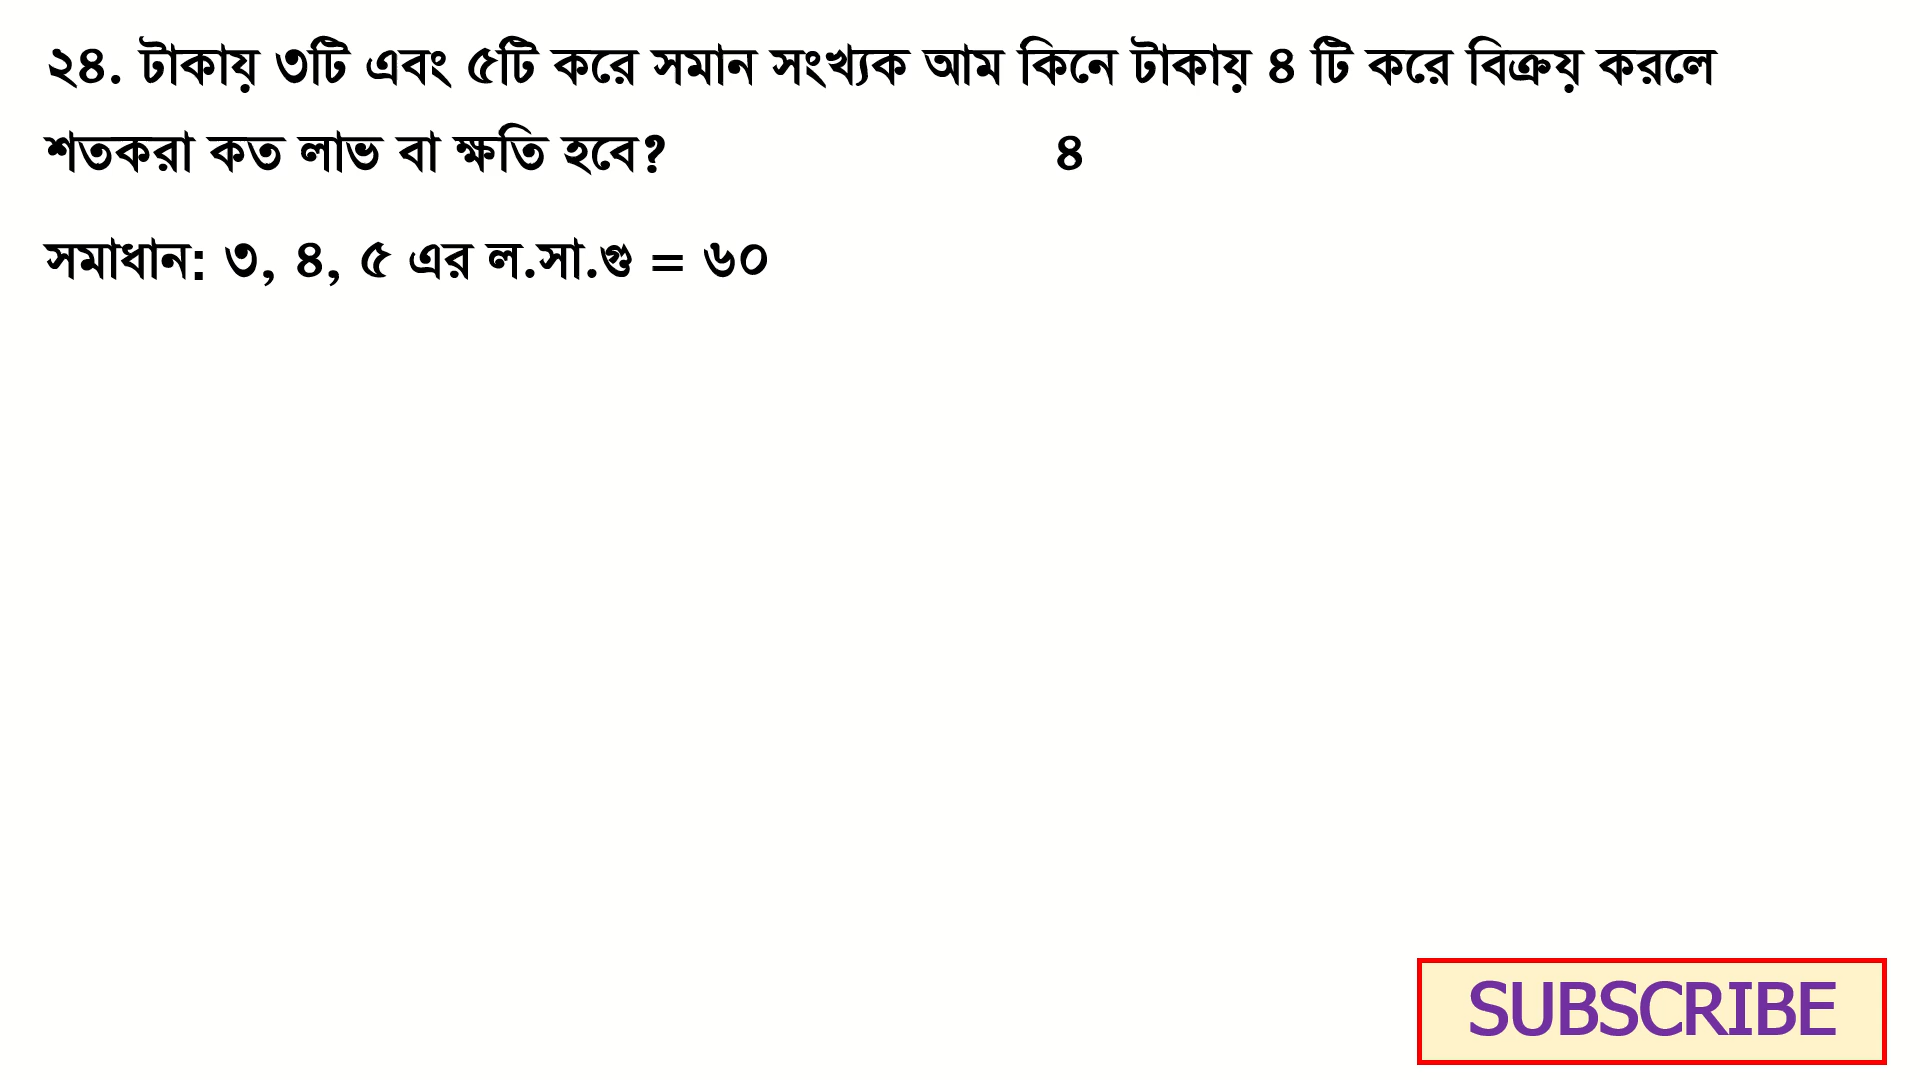 ২৪. টাকায় ৩টি এবং ৫টি করে সমান সংখ্যক আম কিনে টাকায় ৪ টি করে বিক্রয় করলে
শতকরা কত লাভ বা ক্ষতি হবে? ৪
সমাধান: ৩, ৪, ৫ এর ল.সা.গু = ৬০
SUBSCRIBE